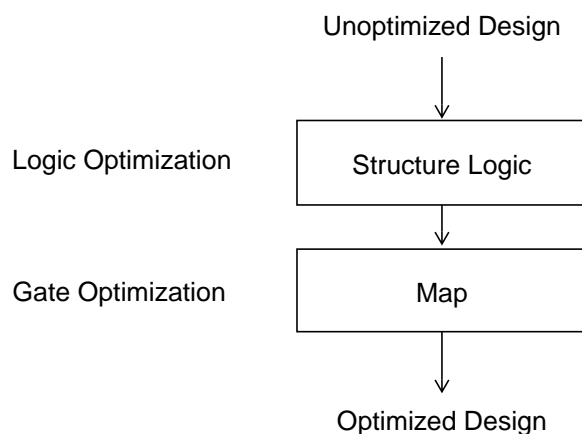 Unoptimized Design
Logic Optimization
Structure Logic
Gate Optimization
Map
Optimized Design